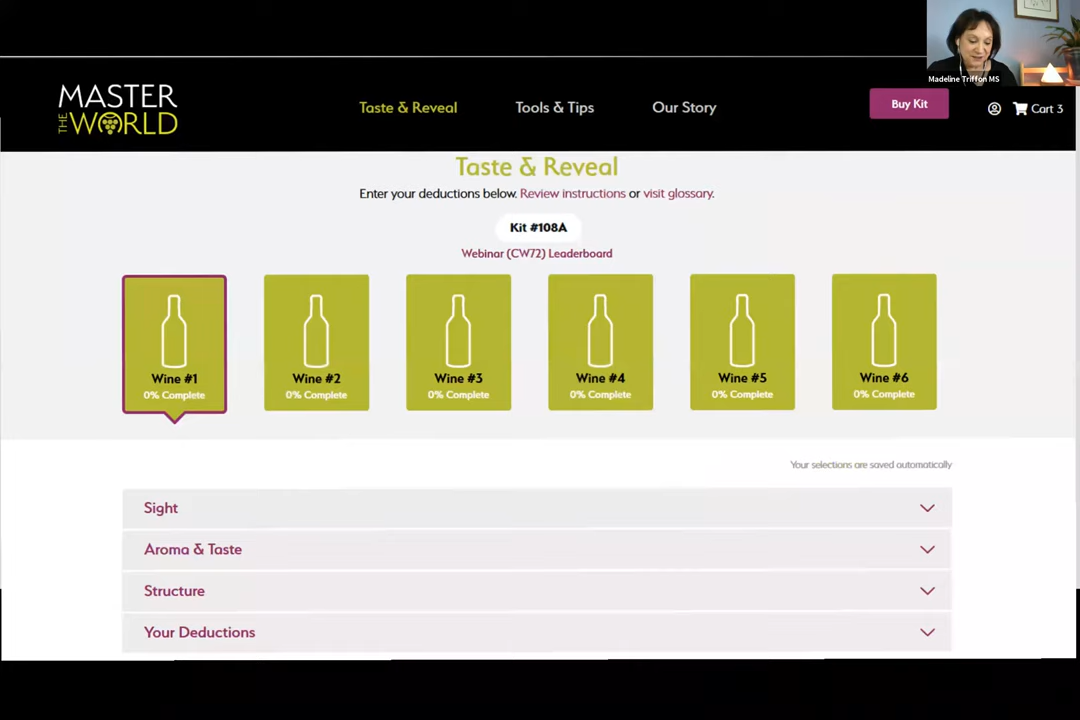 Madeline Triffon MS
MASTER
THE WORLD
Taste & Reveal
Tools & Tips
Our Story
Buy Kit
Cart 3
Taste & Reveal
Enter your deductions below. Review instructions or visit glossary.
Kit #108A
Webinar (CW72) Leaderboard
Wine #1
0% Complete
Wine #2
0% Complete
Wine #3
0% Complete
Wine #4
0% Complete
Wine #5
0% Complete
Wine #6
0% Complete
Your selections are saved automatically
Sight
Aroma & Taste
Structure
Your Deductions